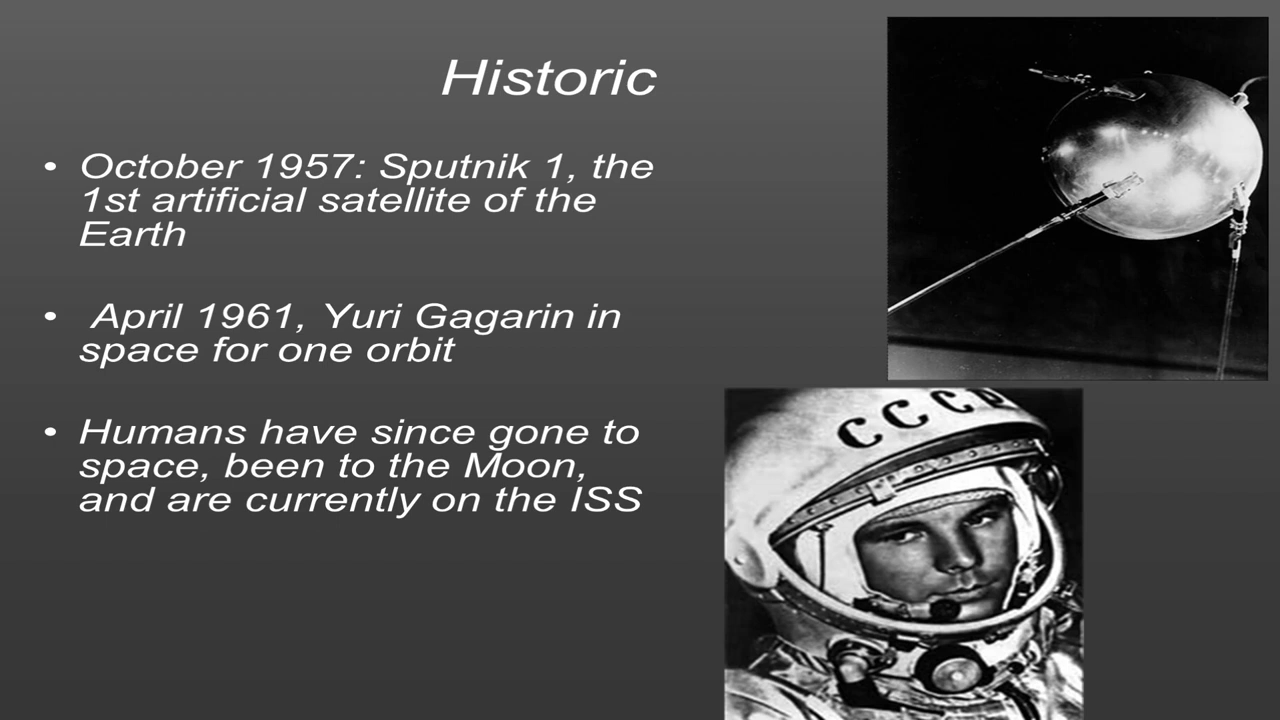 Historic
• October 1957: Sputnik 1, the
1st artificial satellite of the
Earth
• April 1961, Yuri Gagarin in
space for one orbit
• Humans have since gone to
space, been to the Moon,
and are currently on the ISS
CCCP